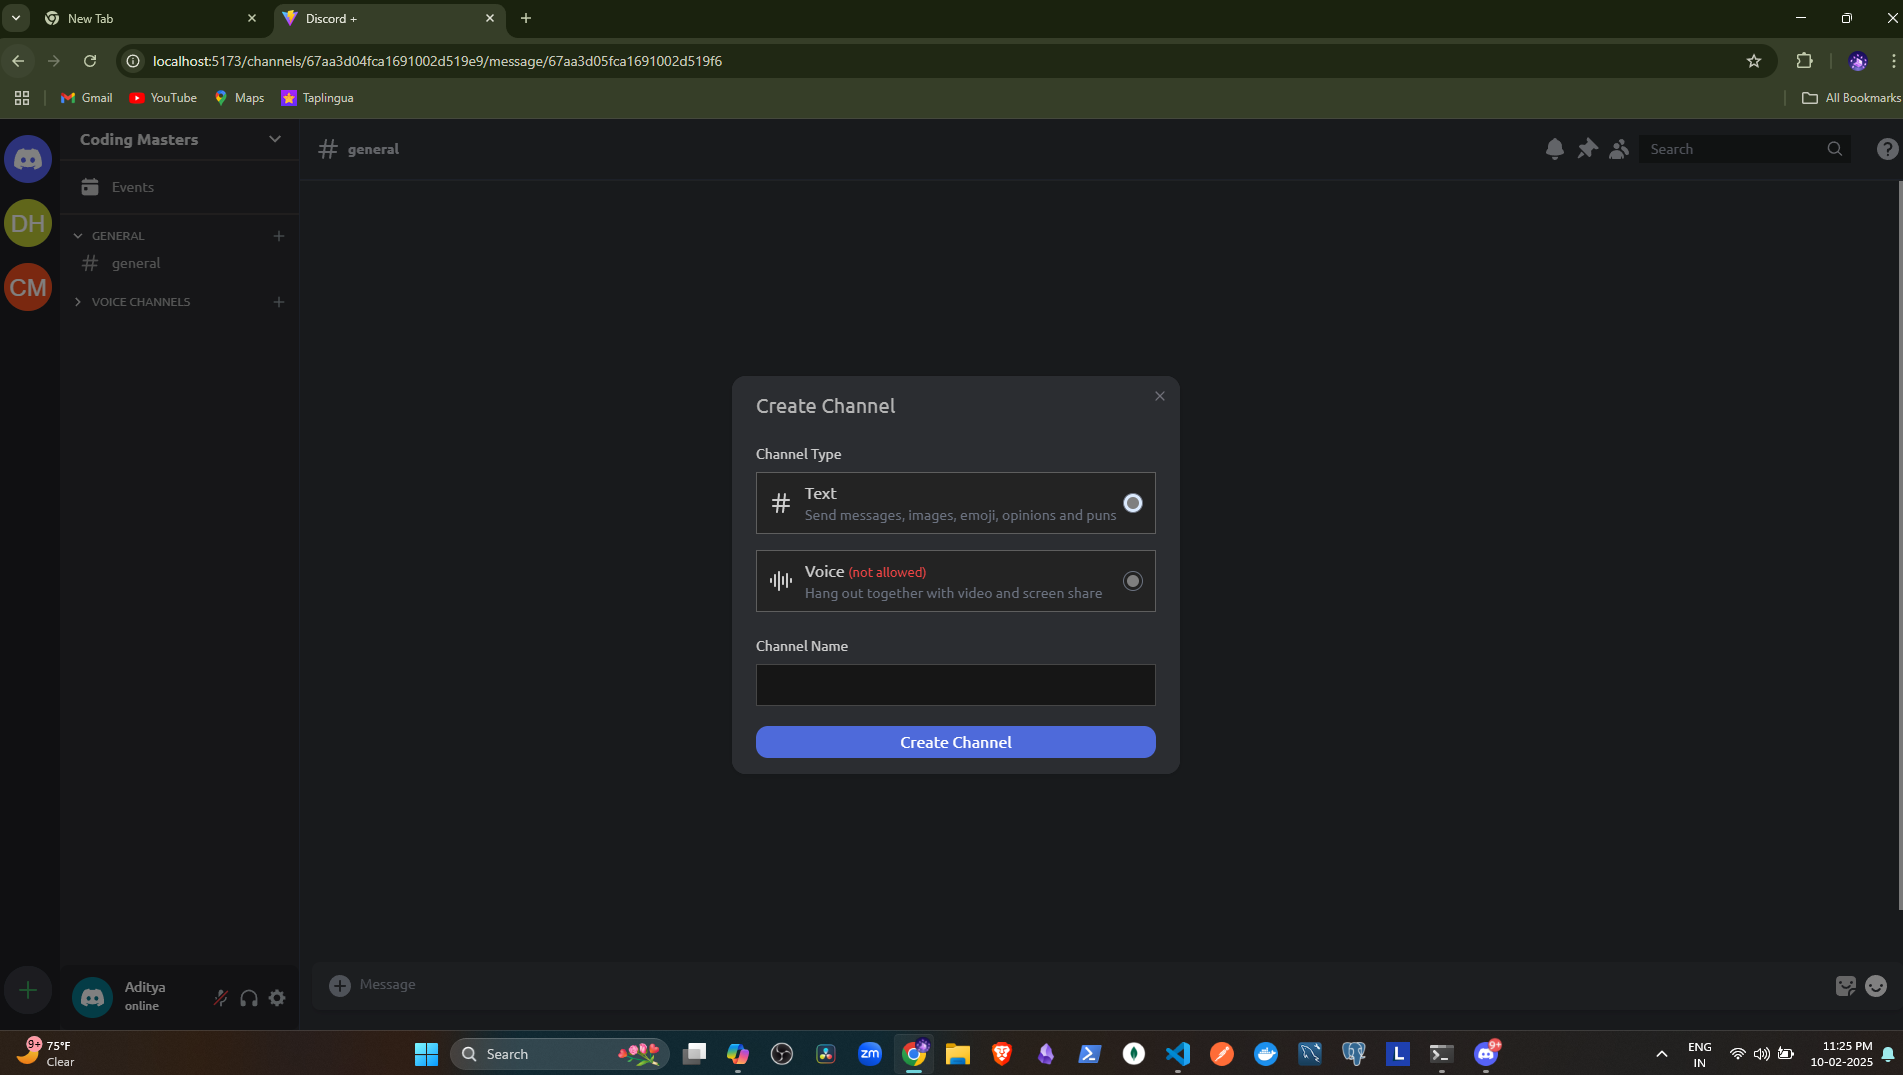 New Tab
Discord +
localhost:5173/channels/67aa3d04fca1691002d519e9/message/67aa3d05fca1691002d519f6
Gmail
YouTube
Maps
Taplingua
All Bookmarks
Coding Masters
# general
Search
Events
DH
GENERAL
# general
CM
VOICE CHANNELS
Create Channel
Channel Type
# Text
Send messages, images, emoji, opinions and puns
Voice (not allowed)
Hang out together with video and screen share
Channel Name
Create Channel
Aditya
online
Message
9+
75°F
Clear
Search
zm
L
9+
ENG
IN
11:25 PM
10-02-2025